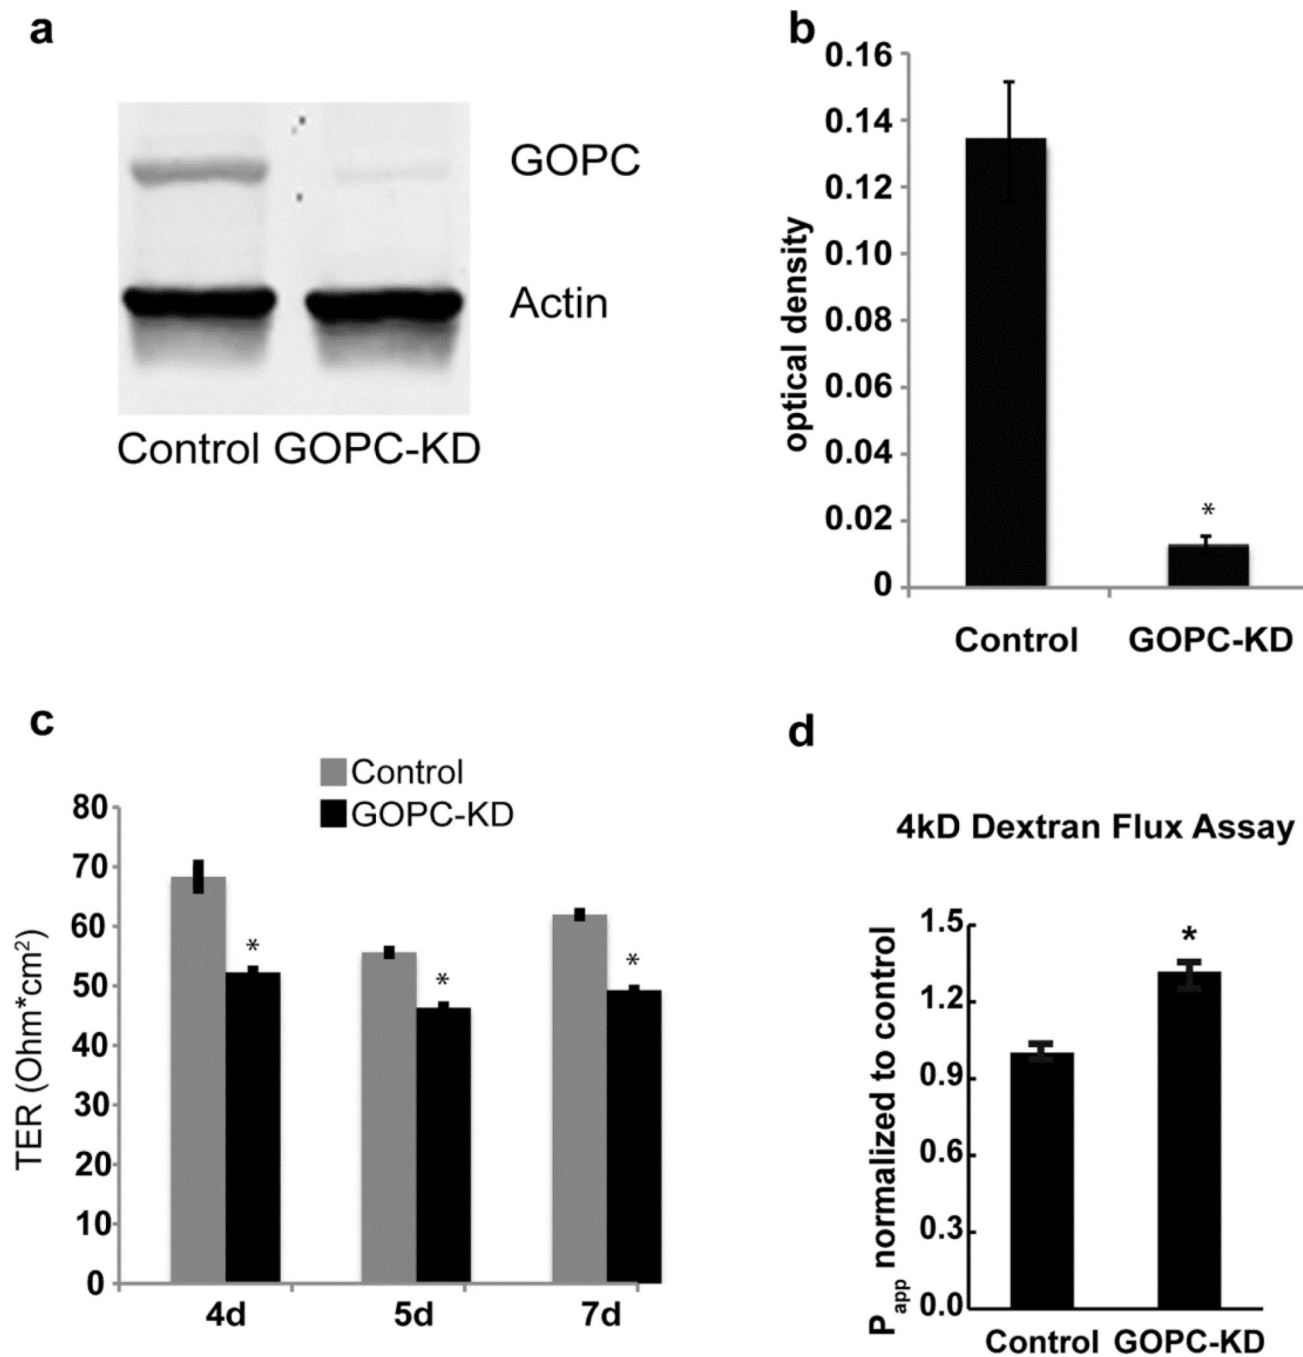 a
GOPC
Actin
Control GOPC-KD
b
optical density
0.16
0.14
0.12
0.10
0.08
0.06
0.04
0.02
0
*
Control GOPC-KD
c
Control
GOPC-KD
TER (Ohm*cm²)
80
70
60
50
40
30
20
10
0
* * *
4d 5d 7d
d
4kD Dextran Flux Assay
Papp normalized to control
1.5
1.2
0.9
0.6
0.3
0.0
*
Control GOPC-KD